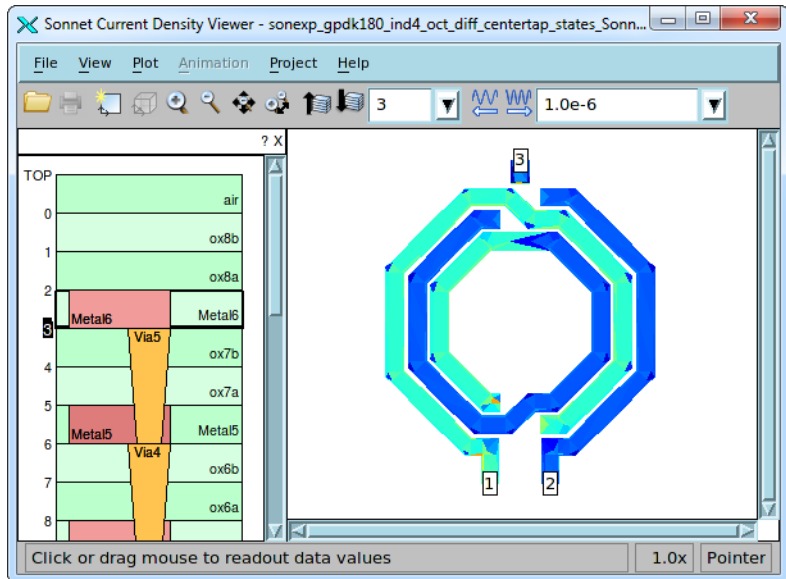 Sonnet Current Density Viewer - sonexp_gpdk180_ind4_oct_diff_centertap_states_Sonn...
File View Plot Animation Project Help
3 1.0e-6
? X
TOP
air
0
ox8b
1
ox8a
2
Metal6 Metal6
3
Via5
ox7b
4
ox7a
5
Metal5 Metal5
6
Via4
ox6b
7
ox6a
8
3
1 2
Click or drag mouse to readout data values 1.0x Pointer